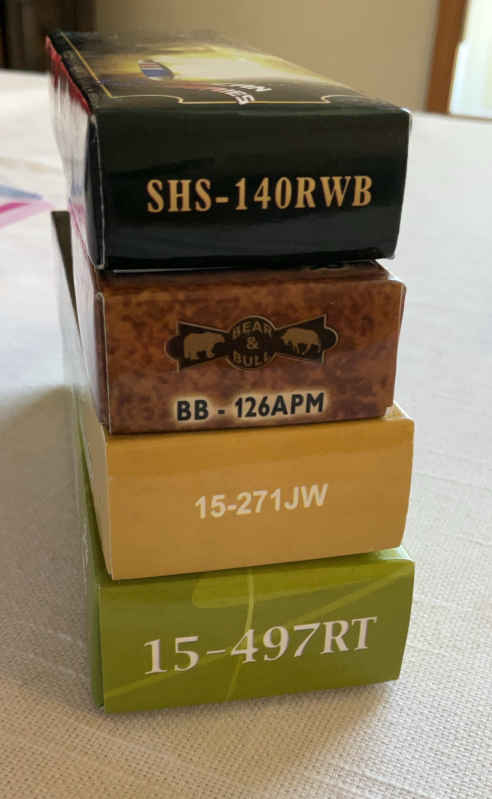 SHS-140RWB
BEAR
&
BULL
BB - 126APM
15-271JW
15-497RT